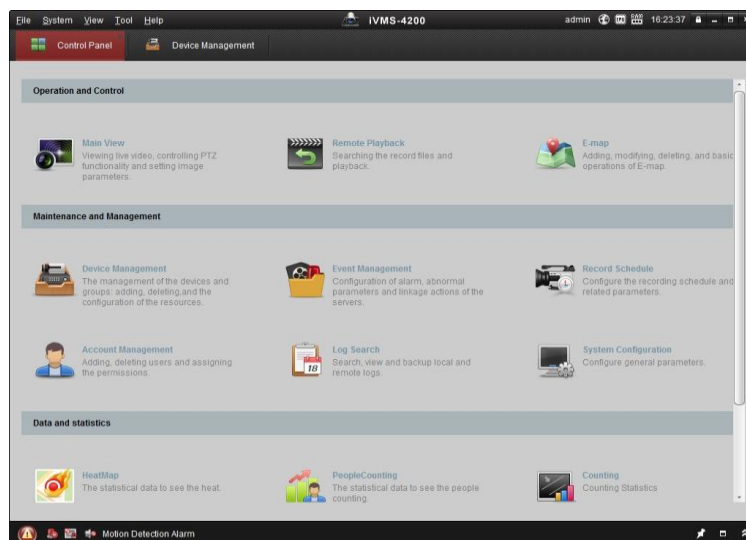 File System View Tool Help iVMS-4200 admin 16:23:37
Control Panel Device Management
Operation and Control
Main View
Viewing live video, controlling PTZ
functionality and setting image
parameters.
Remote Playback
Searching the record files and
playback.
E-map
Adding, modifying, deleting, and basic
operations of E-map.
Maintenance and Management
Device Management
The management of the devices and
groups: adding, deleting,and the
configuration of the resources.
Event Management
Configuration of alarm, abnormal
parameters and linkage actions of the
servers.
Record Schedule
Configure the recording schedule and
related parameters.
Account Management
Adding, deleting users and assigning
the permissions.
18
Log Search
Search, view and backup local and
remote logs.
System Configuration
Configure general parameters.
Data and statistics
HeatMap
The statistical data to see the heat.
PeopleCounting
The statistical data to see the people
counting.
Counting
Counting Statistics
Motion Detection Alarm